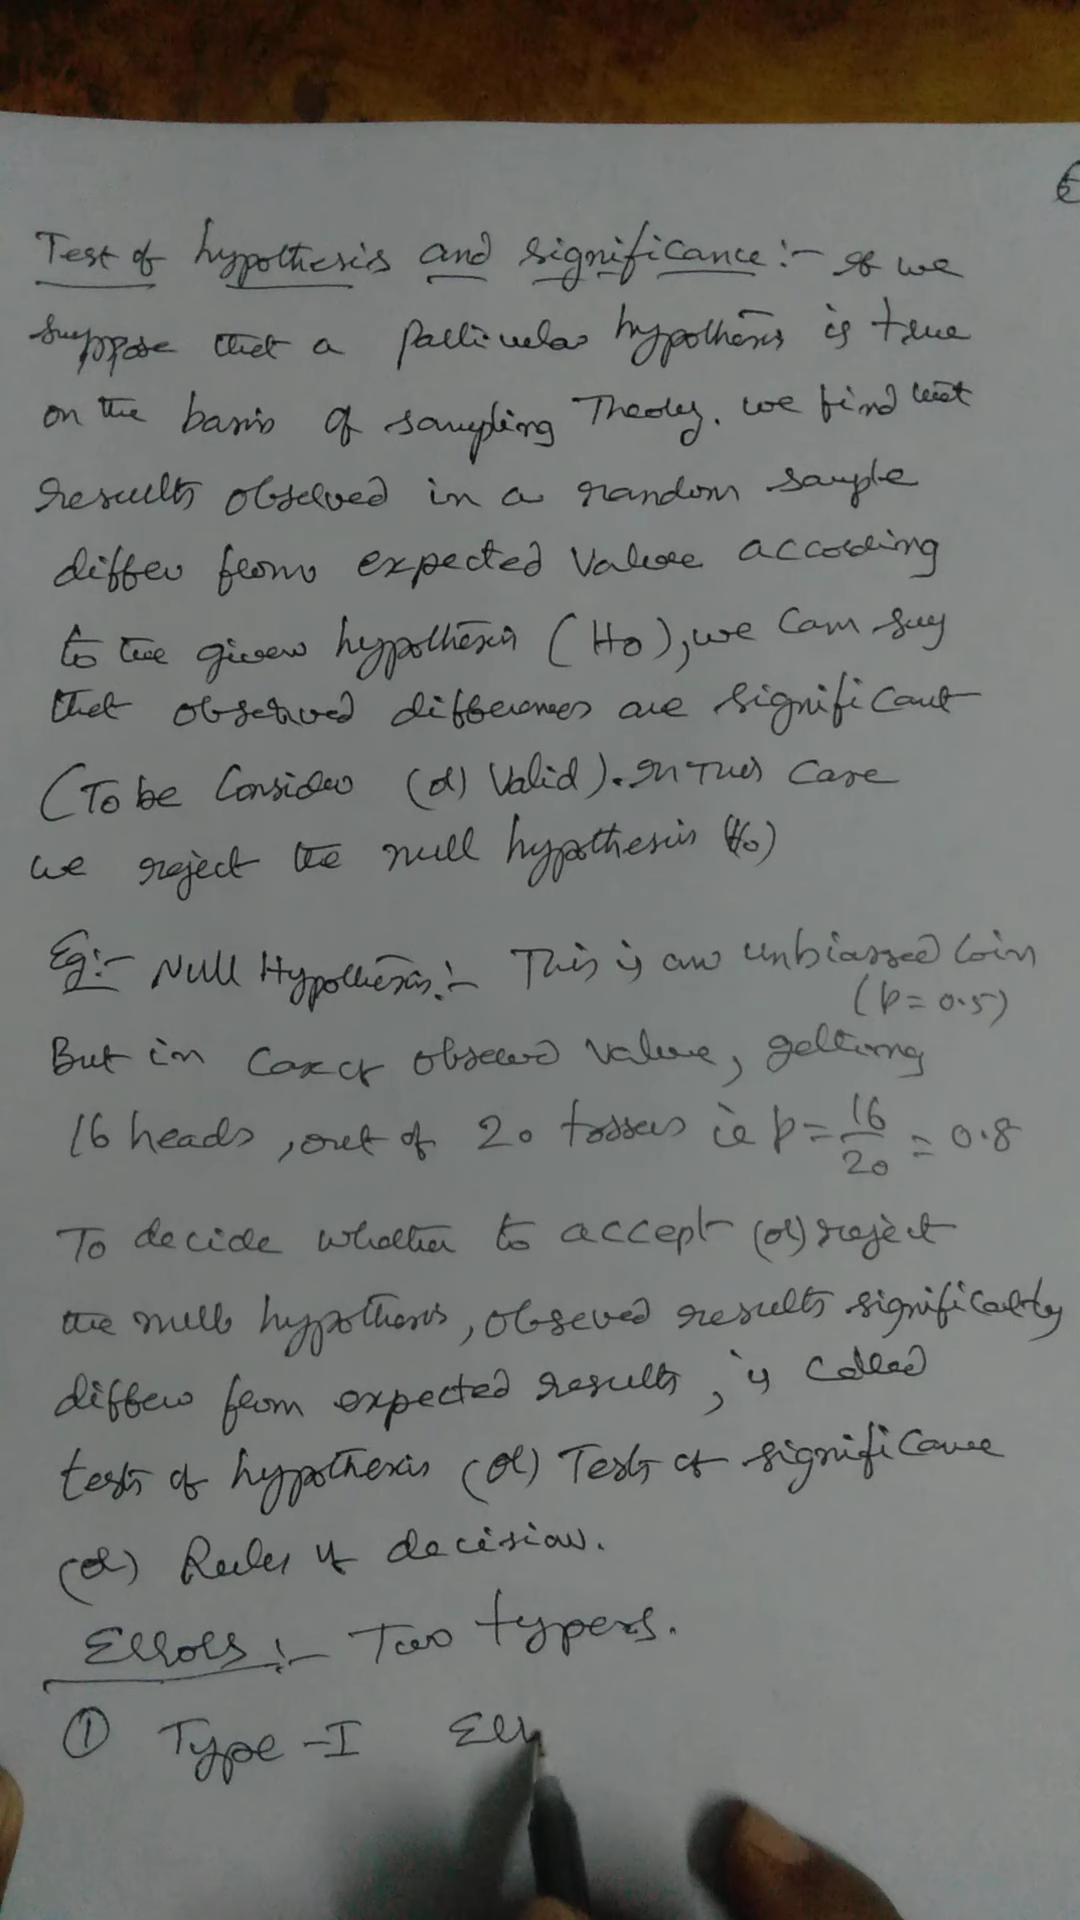 Test of hypothesis and significance:- If we
suppose that a particular hypothesis is true
on the basis of sampling Theory. we find that
results observed in a random sample
differ from expected value according
to the given hypothesis (H0), we can say
that observed differences are significant
(To be Consider (or) Valid). In This Case
we reject the null hypothesis (H0)
Eg:- Null Hypothesis:- This is an unbiassed Coin
(p=0.5)
But in Case of observed value, getting
16 heads, out of 20 tosses ie p=16/20=0.8
To decide whether to accept (or) reject
the null hypothesis, observed results significantly
differ from expected results, is called
tests of hypothesis (or) Tests of significance
(or) Rules of decision.
Errors:- Two types.
① Type-I Err